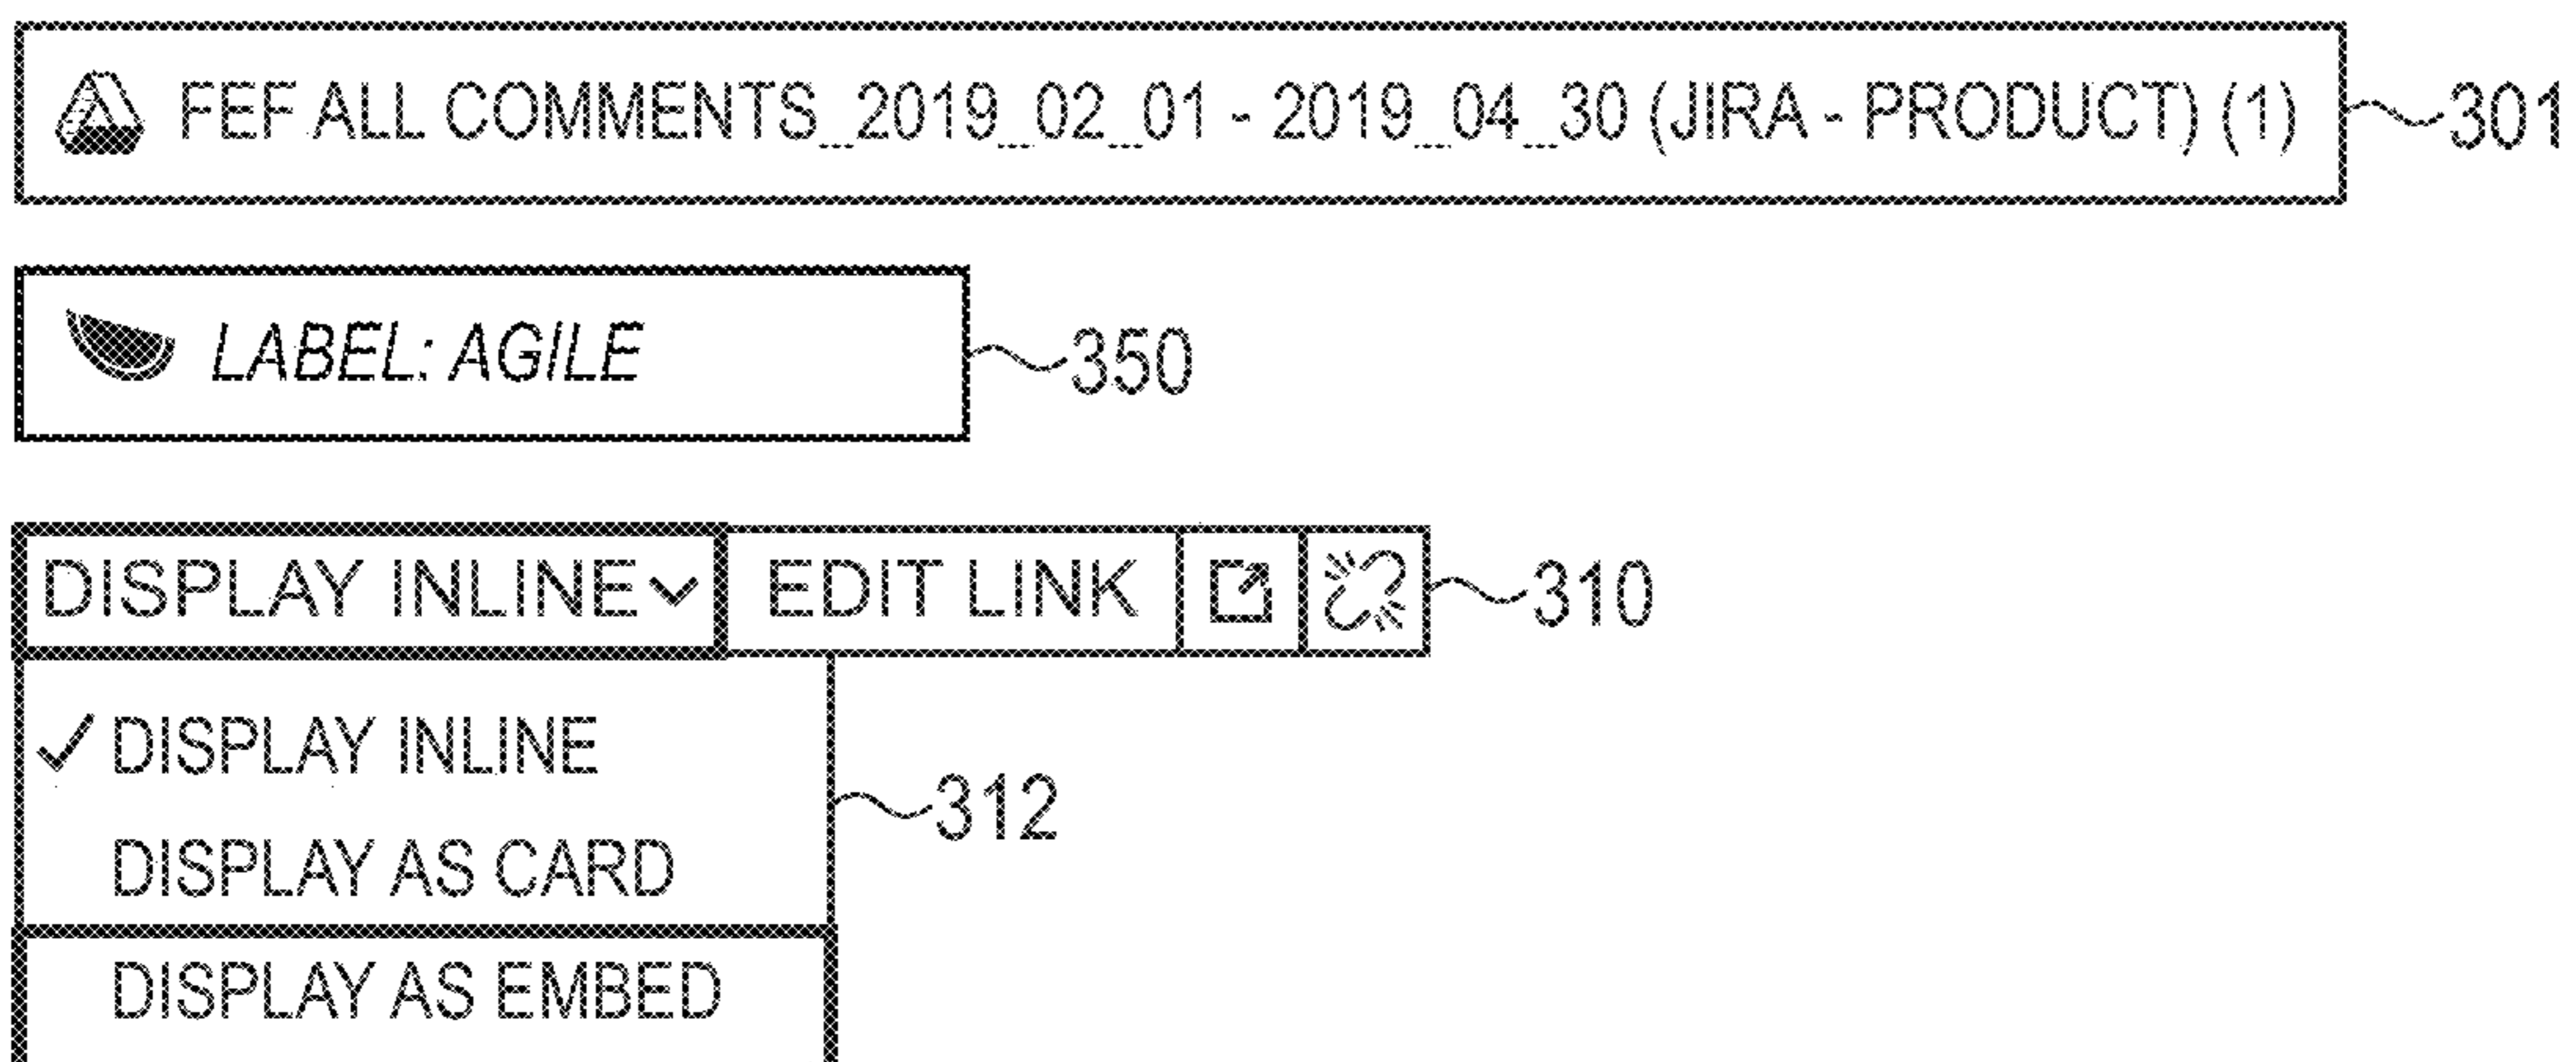 FEF ALL COMMENTS_2019_02_01 - 2019_04_30 (JIRA - PRODUCT) (1) 301
LABEL: AGILE 350
DISPLAY INLINE EDIT LINK 310
DISPLAY INLINE
312
DISPLAY AS CARD
DISPLAY AS EMBED